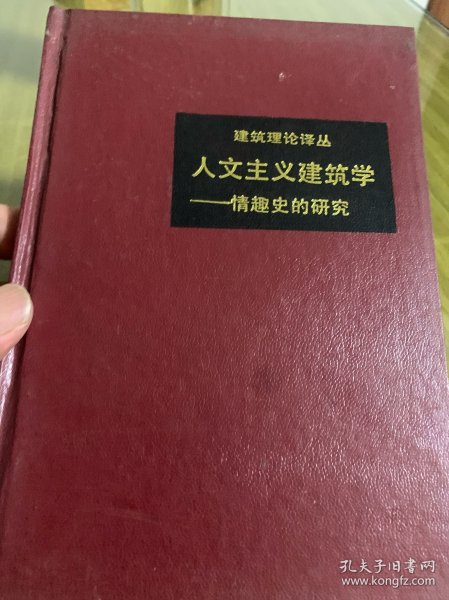 建筑理论译丛
人文主义建筑学
——情趣史的研究
孔夫子旧书网
www.kongfz.com